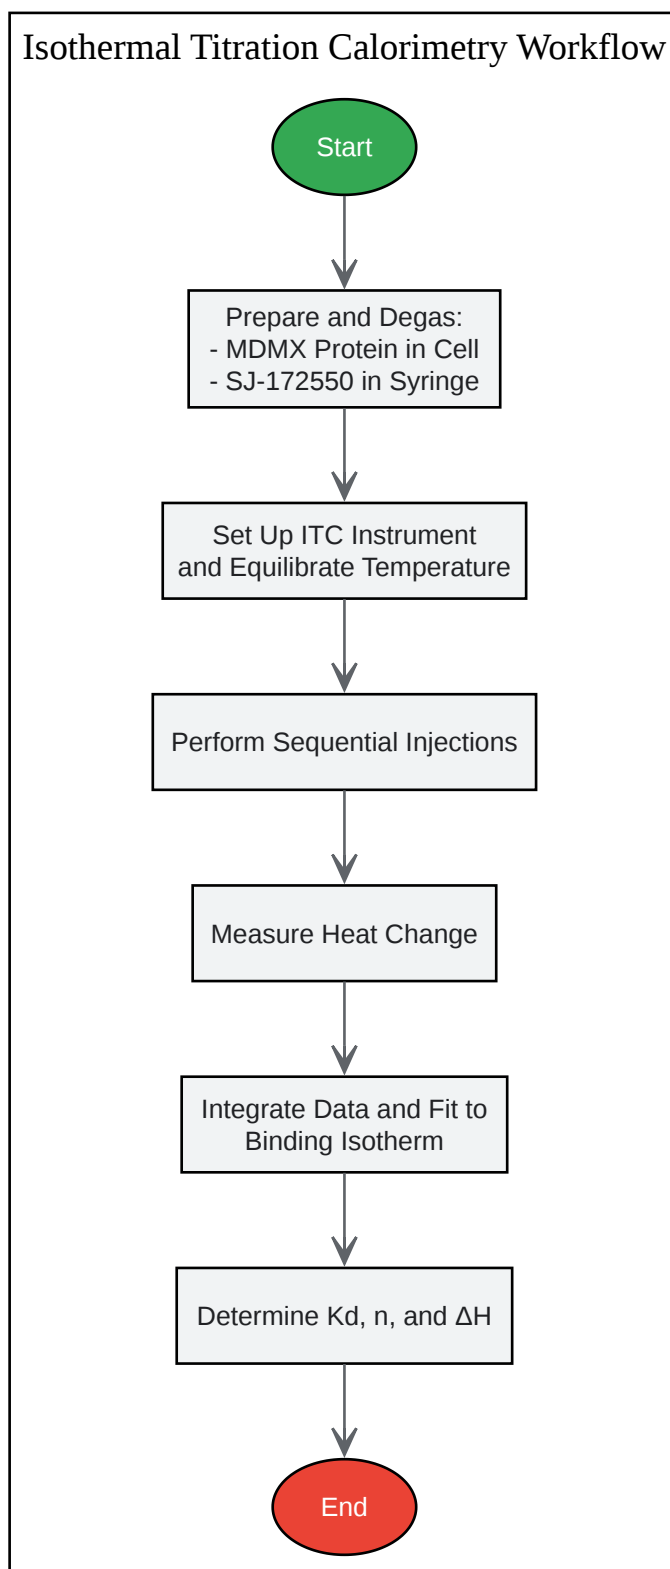 Isothermal Titration Calorimetry Workflow
Start
Prepare and Degas:
- MDMX Protein in Cell
- SJ-172550 in Syringe
Set Up ITC Instrument
and Equilibrate Temperature
Perform Sequential Injections
Measure Heat Change
Integrate Data and Fit to
Binding Isotherm
Determine Kd, n, and ΔH
End